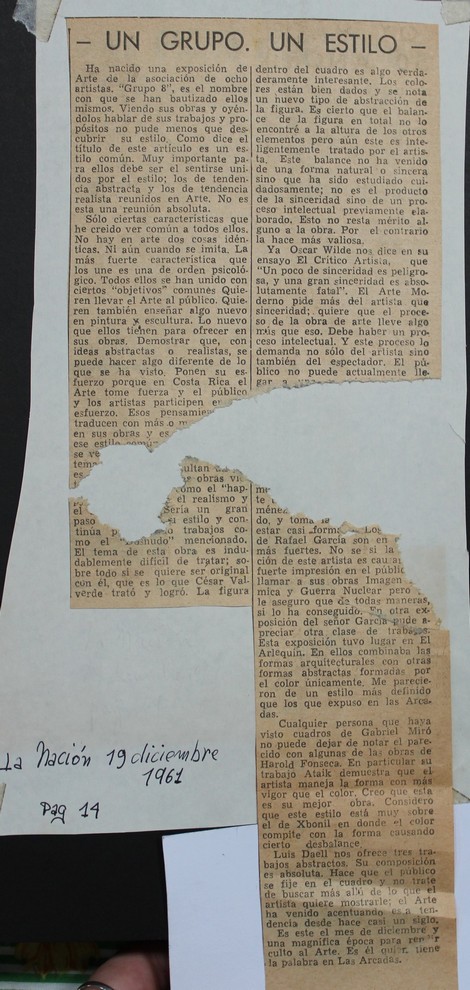 — UN GRUPO. UN ESTILO —
Ha nacido una exposición de
Arte de la asociación de ocho
artistas. "Grupo 8", es el nombre
con que se han bautizado ellos
mismos. Viendo sus obras y oyén-
dolos hablar de sus trabajos y pro-
pósitos no pude menos que des-
cubrir su estilo. Como dice el
título de este artículo es un es-
tilo común. Muy importante pa-
ra ellos debe ser el sentirse uni-
dos por el estilo; los de tenden-
cia abstracta y los de tendencia
realista reunidos en Arte. No es
esta una reunión absoluta.
Sólo ciertas características que
he creído ver común a ellos.
No hay en arte dos cosas idén-
ticas. Ni aún cuando se imita. La
más fuerte característica que
los une es una de orden psicoló-
gico. Todos ellos se han unido con
ciertos "objetivos" comunes Quie-
ren llevar el Arte al público. Quie-
ren también enseñar algo nuevo
en pintura y escultura. Lo nuevo
que ellos tienen para ofrecer en
sus obras. Demostrar que, con
ideas abstractas o realistas, se
puede hacer algo diferente de lo
que se ha visto. Ponen su es-
fuerzo porque en Costa Rica el
Arte tome fuerza y el público
y los artistas participen e
esfuerzo. Esos pensamie
traducen con más o m
en sus obras y es
ese estilo
se ve
tema
es
ultan
s obras vi
como el "hap-
el realismo y
el Sería un gran
paso su estilo y con-
tinúa p trabajos co-
mo el mencionado.
El tema de esta obra es indu-
dablemente difícil de tratar; so-
bre todo si se quiere ser original
con él, que es lo que César Val-
verde trató y logró. La figura
dentro del cuadro es algo verda-
deramente interesante. Los colo-
res están bien dados y se nota
un nuevo tipo de abstracción de
la figura. Es cierto que el balan-
ce de la figura en total no lo
encontré a la altura de los otros
elementos pero aún este es inte-
ligentemente tratado por el artis-
ta. Este balance no ha venido
de una forma natural o sincera
sino que ha sido estudiado cui-
dadosamente; no es el producto
de la sinceridad sino de un pro-
ceso intelectual previamente ela-
borado. Esto no resta mérito al-
guno a la obra. Por el contrario
la hace más valiosa.
Ya Oscar Wilde nos dice en su
ensayo El Crítico Artista, que
"Un poco de sinceridad es peligro-
sa, y una gran sinceridad es abso-
lutamente fatal". El Arte Mo-
derno pide más del artista que
sinceridad; quiere que el proce-
so de la obra de arte lleve algo
más que eso. Debe haber un pro-
ceso intelectual. Y este proceso lo
demanda no sólo del artista sino
también del espectador. El pú-
blico no puede actualmente lle-
gar a
te
méne
do, y toma
estar casi forma Lo
de Rafael García son en
más fuertes. No se si la
ción de este artista es causar
fuerte impresión en el públic
llamar a sus obras Imagen
mica y Guerra Nuclear pero
le aseguro que de todas maneras,
si lo ha conseguido. En otra ex-
posición del señor García pude a-
preciar otra clase de trabajos.
Esta exposición tuvo lugar en El
Arlequín. En ellos combinaba las
formas arquitecturales con otras
formas abstractas formadas por
el color únicamente. Me parecie-
ron de un estilo más definido
que los que expuso en las Arca-
das.
Cualquier persona que haya
visto cuadros de Gabriel Miró
no puede dejar de notar el pare-
cido con algunas de las obras de
Harold Fonseca. En particular su
trabajo Ataik demuestra que el
artista maneja la forma con más
vigor que el color. Creo que esta
es su mejor obra. Considero
que este estilo está muy sobre
el de Xbonil en donde el color
compite con la forma causando
cierto desbalance.
Luis Daell nos ofrece tres tra-
bajos abstractos. Su composición
es absoluta. Hace que el público
se fije en el cuadro y no trate
de buscar más allá de lo que el
artista quiere mostrarle; el Arte
ha venido acentuando esta ten-
dencia desde hace casi un siglo.
Es este el mes de diciembre y
una magnífica época para rendir
culto al Arte. Es él quien tiene
la palabra en Las Arcadas.
La Nación 19 diciembre
1961
Pag 14